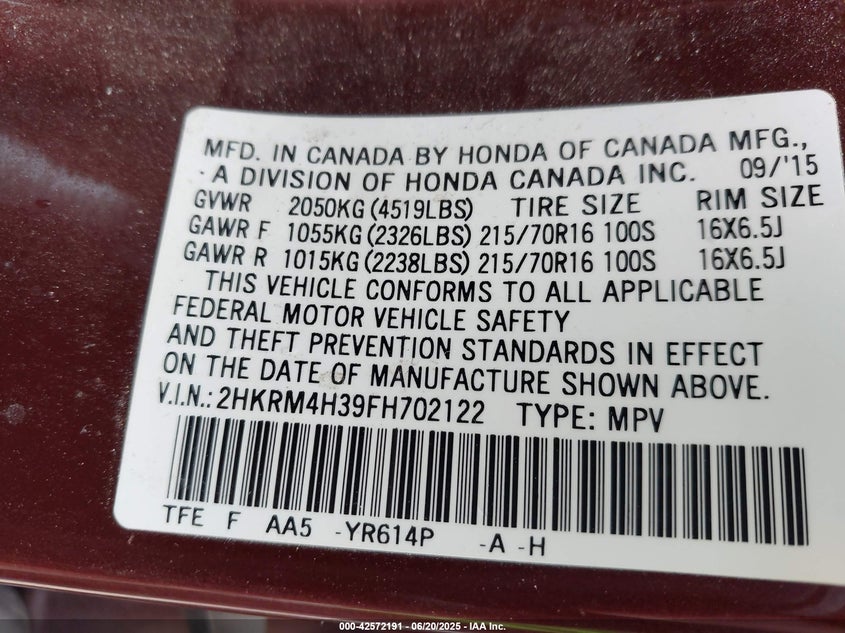 MFD. IN CANADA BY HONDA OF CANADA MFG.,
A DIVISION OF HONDA CANADA INC. 09/'15
GVWR 2050KG (4519LBS) TIRE SIZE RIM SIZE
GAWR F 1055KG (2326LBS) 215/70R16 100S 16X6.5J
GAWR R 1015KG (2238LBS) 215/70R16 100S 16X6.5J
THIS VEHICLE CONFORMS TO ALL APPLICABLE
FEDERAL MOTOR VEHICLE SAFETY
AND THEFT PREVENTION STANDARDS IN EFFECT
ON THE DATE OF MANUFACTURE SHOWN ABOVE.
V.I.N.: 2HKRM4H39FH702122 TYPE: MPV
TFE F AA5 -YR614P -A -H
000-42572191 - 06/20/2025 - IAA Inc.